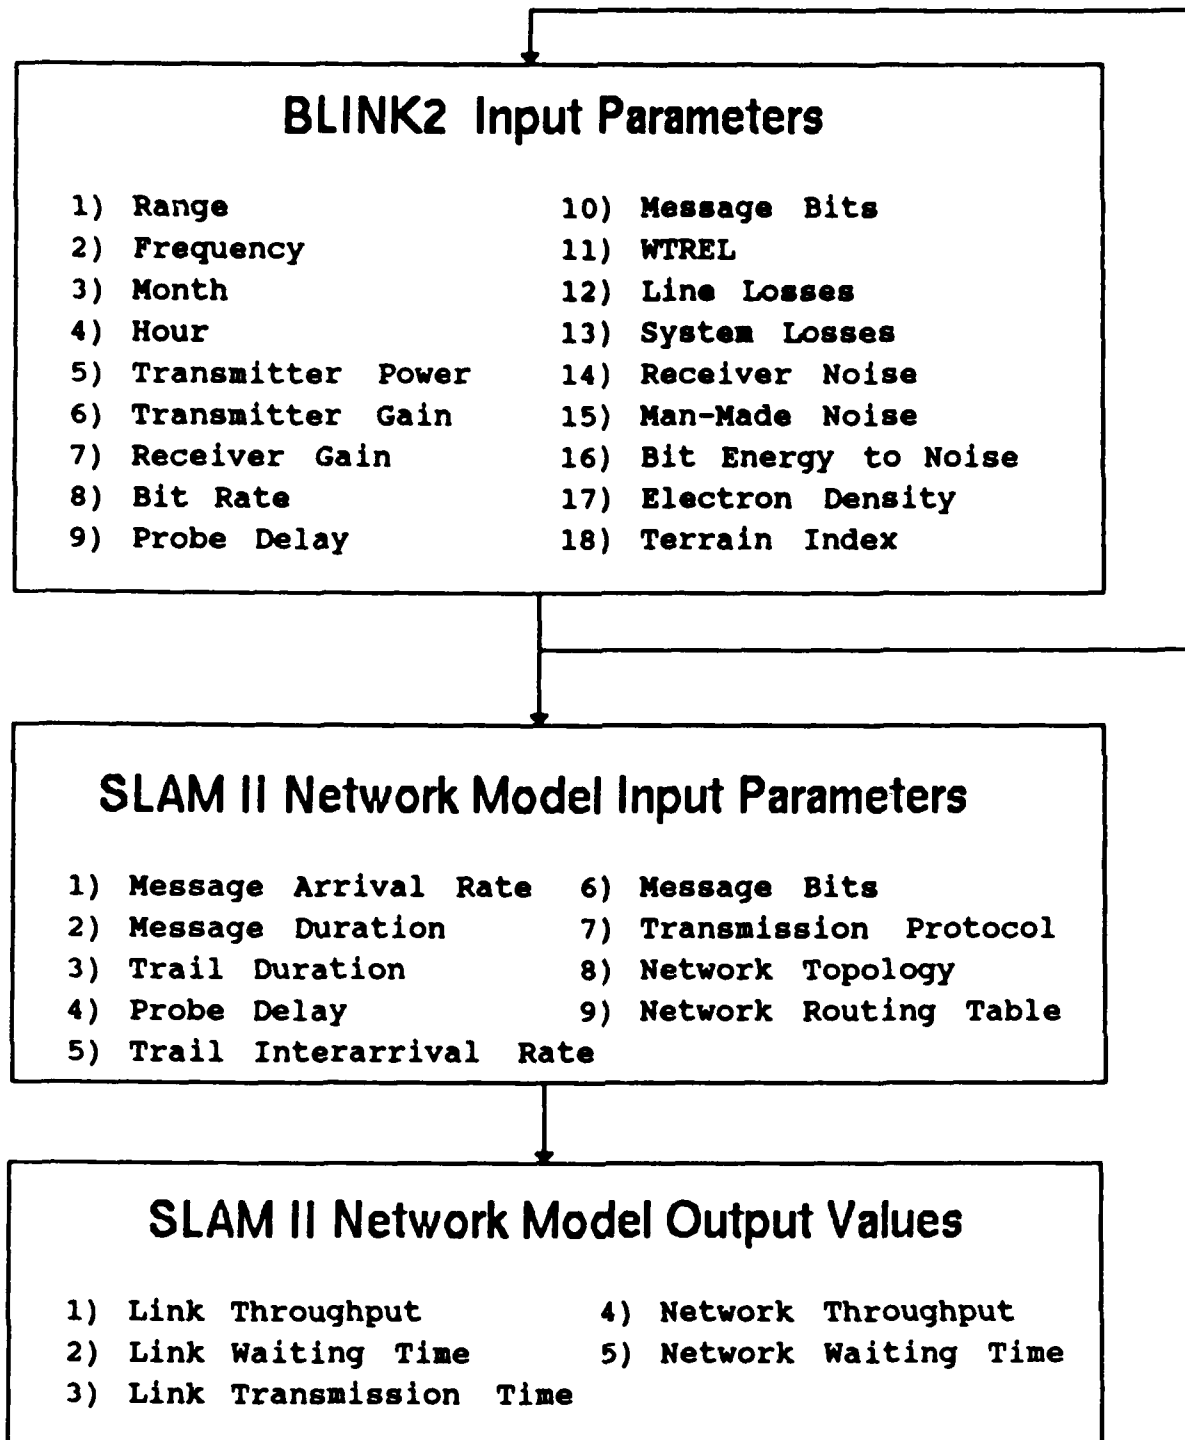 BLINK2 Input Parameters
1) Range
2) Frequency
3) Month
4) Hour
5) Transmitter Power
6) Transmitter Gain
7) Receiver Gain
8) Bit Rate
9) Probe Delay
10) Message Bits
11) WTREL
12) Line Losses
13) System Losses
14) Receiver Noise
15) Man-Made Noise
16) Bit Energy to Noise
17) Electron Density
18) Terrain Index
SLAM II Network Model Input Parameters
1) Message Arrival Rate
2) Message Duration
3) Trail Duration
4) Probe Delay
5) Trail Interarrival Rate
6) Message Bits
7) Transmission Protocol
8) Network Topology
9) Network Routing Table
SLAM II Network Model Output Values
1) Link Throughput
2) Link Waiting Time
3) Link Transmission Time
4) Network Throughput
5) Network Waiting Time